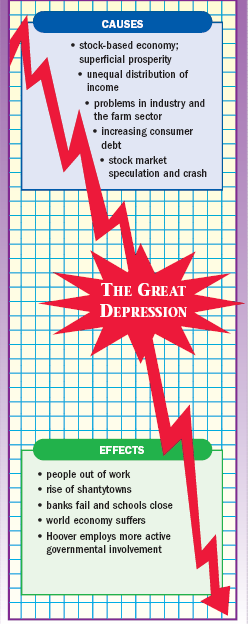 CAUSES
• stock-based economy;
superficial prosperity
• unequal distribution of
income
• problems in industry and
the farm sector
• increasing consumer
debt
• stock market
speculation and crash
THE GREAT
DEPRESSION
EFFECTS
• people out of work
• rise of shantytowns
• banks fail and schools close
• world economy suffers
• Hoover employs more active
governmental involvement